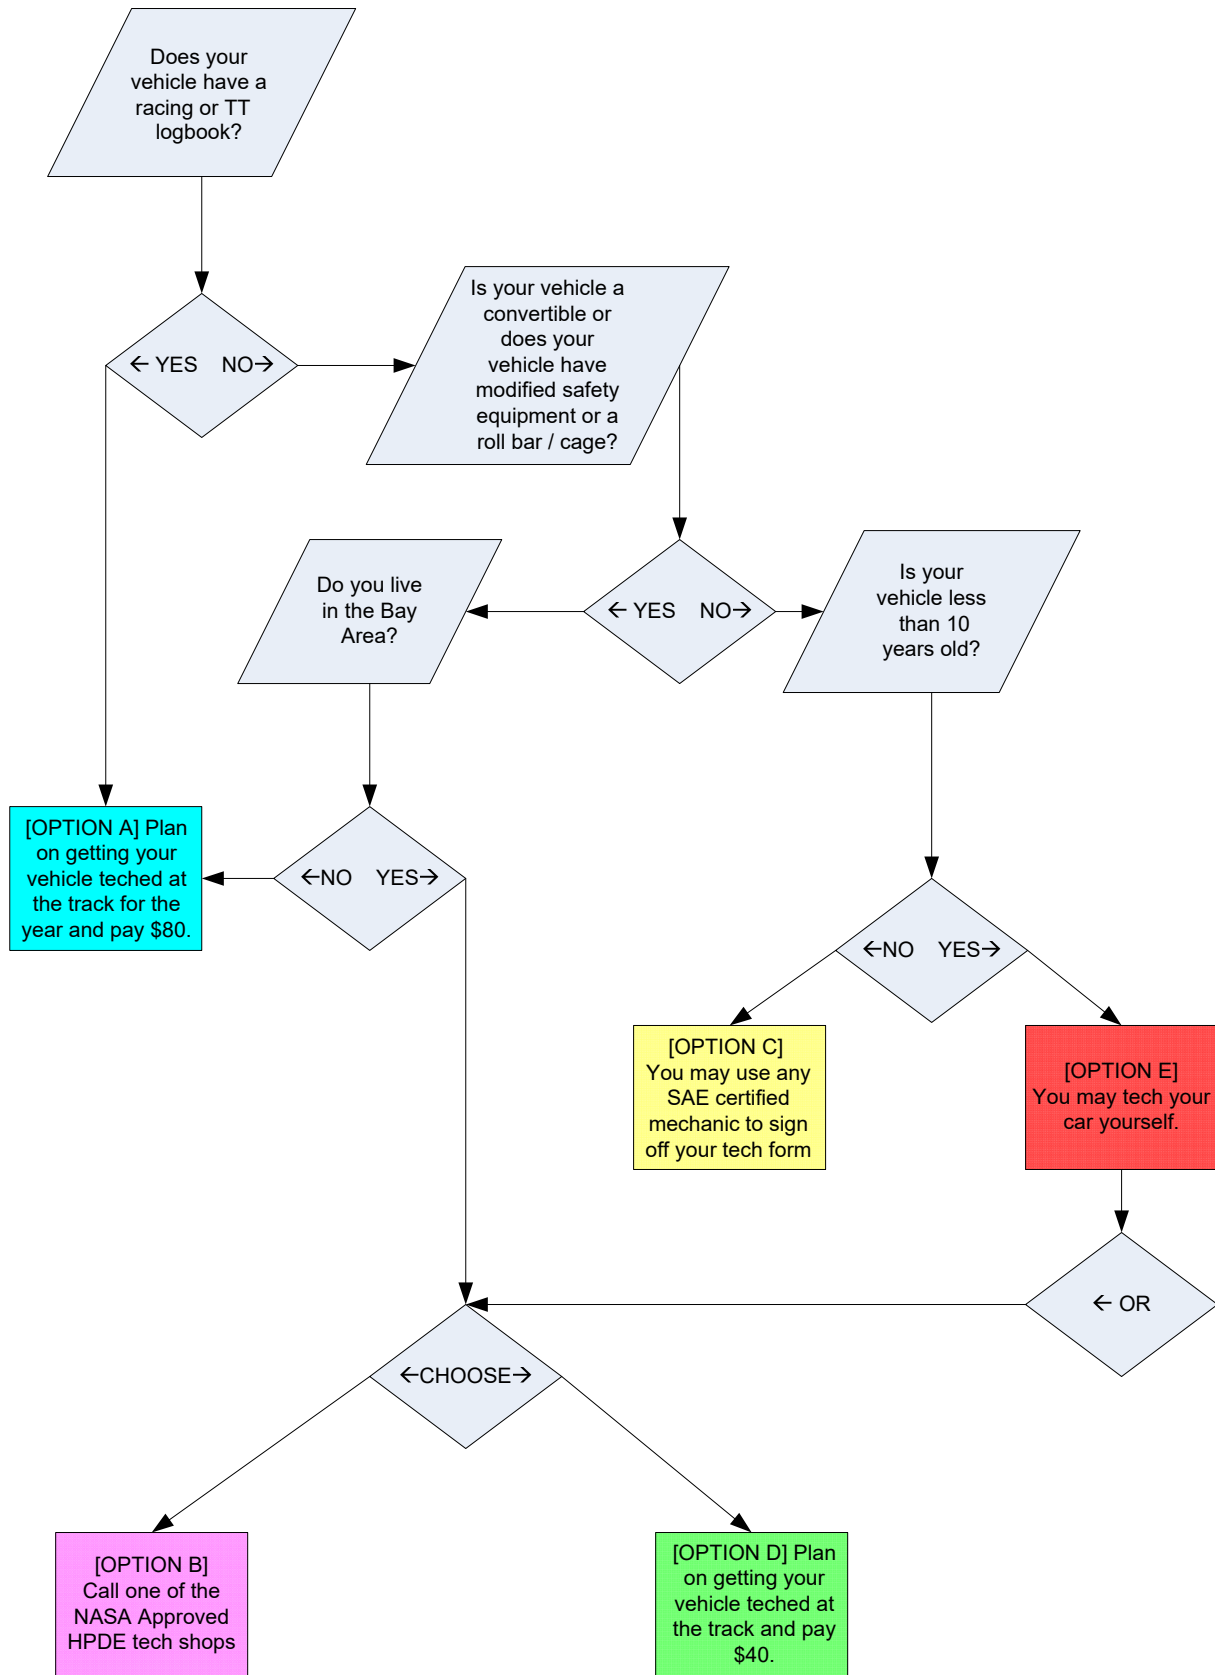 Does your
vehicle have a
racing or TT
logbook?
← YES NO→
Is your vehicle a
convertible or
does your
vehicle have
modified safety
equipment or a
roll bar / cage?
Do you live
in the Bay
Area?
← YES NO→
Is your
vehicle less
than 10
years old?
[OPTION A] Plan
on getting your
vehicle teched at
the track for the
year and pay $80.
←NO YES→
←NO YES→
[OPTION C]
You may use any
SAE certified
mechanic to sign
off your tech form
[OPTION E]
You may tech your
car yourself.
← OR
←CHOOSE→
[OPTION B]
Call one of the
NASA Approved
HPDE tech shops
[OPTION D] Plan
on getting your
vehicle teched at
the track and pay
$40.